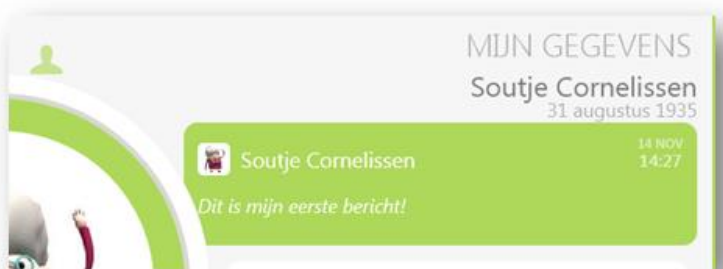 MIJN GEGEVENS
Soutje Cornelissen
31 augustus 1935
14 NOV
Soutje Cornelissen
14:27
Dit is mijn eerste bericht!